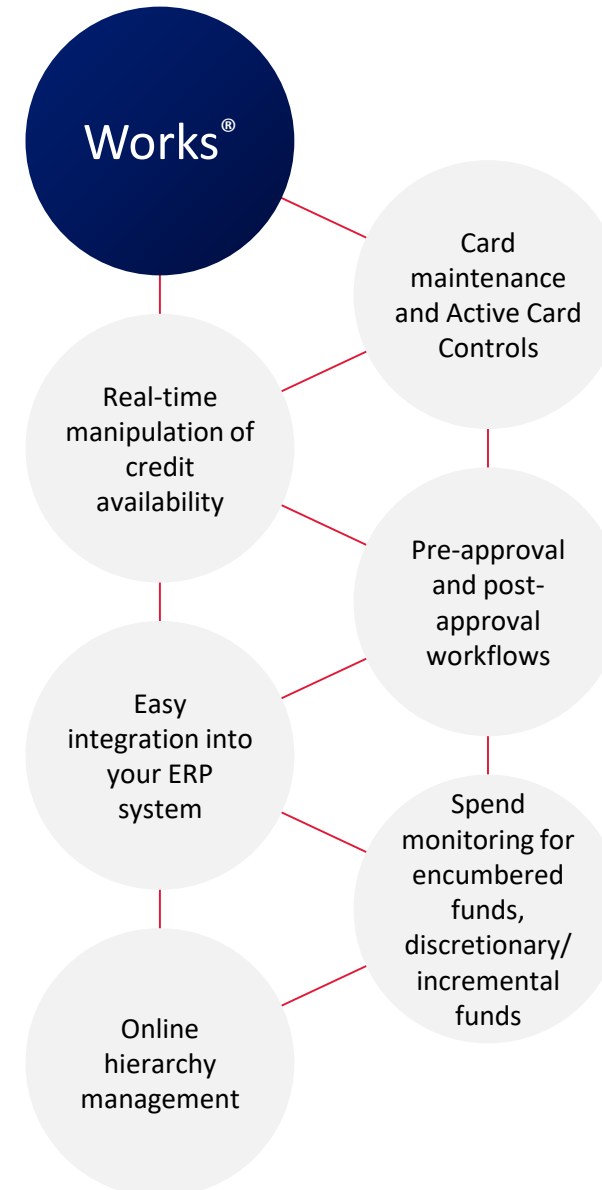 Works®
Card
maintenance
and Active Card
Controls
Real-time
manipulation of
credit
availability
Pre-approval
and post-
approval
workflows
Easy
integration into
your ERP
system
Spend
monitoring for
encumbered
funds,
discretionary/
incremental
funds
Online
hierarchy
management